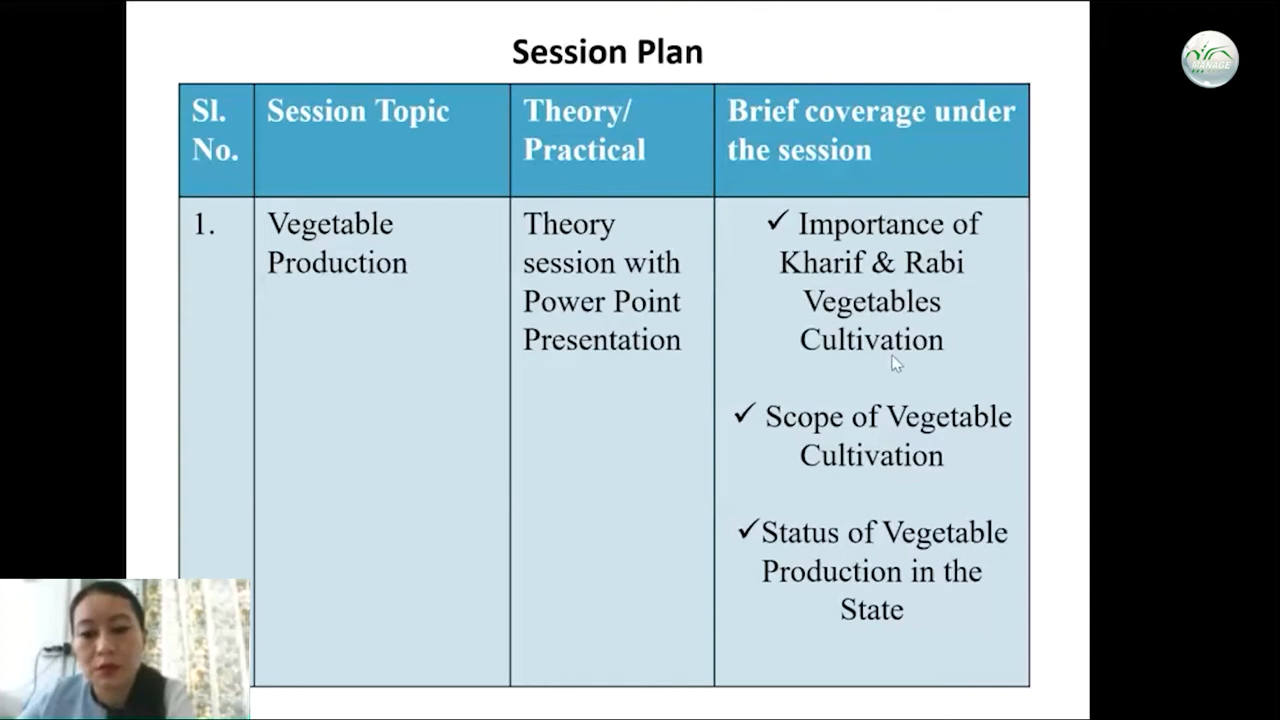 Session Plan
Sl.
No.
Session Topic
Theory/
Practical
Brief coverage under
the session
1.
Vegetable
Production
Theory
session with
Power Point
Presentation
✓ Importance of
Kharif & Rabi
Vegetables
Cultivation
✓ Scope of Vegetable
Cultivation
✓Status of Vegetable
Production in the
State
MANAGE